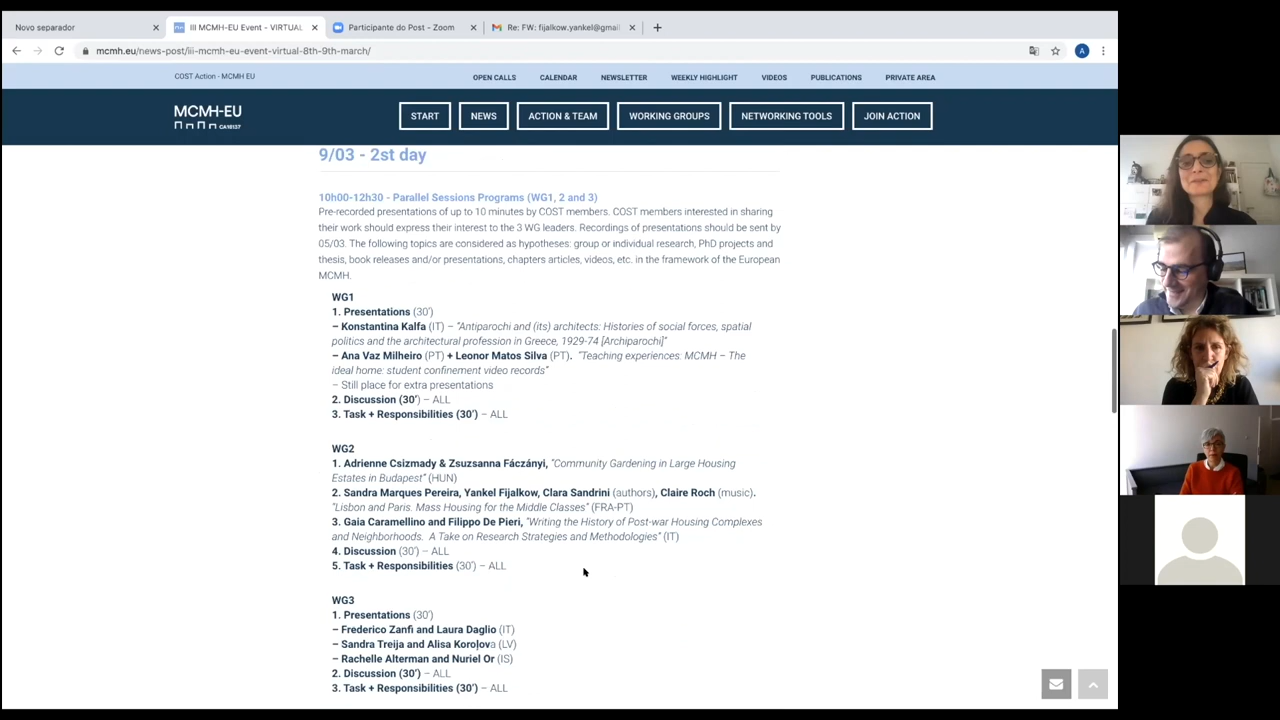 Novo separador
III MCMH-EU Event - VIRTUAL
Participante do Post - Zoom
Re: FW: fijalkow.yankel@gmai
mcmh.eu/news-post/iii-mcmh-eu-event-virtual-8th-9th-march/
A
COST Action - MCMH EU
OPEN CALLS
CALENDAR
NEWSLETTER
WEEKLY HIGHLIGHT
VIDEOS
PUBLICATIONS
PRIVATE AREA
MCMH-EU
CA18137
START
NEWS
ACTION & TEAM
WORKING GROUPS
NETWORKING TOOLS
JOIN ACTION
9/03 - 2st day
10h00-12h30 - Parallel Sessions Programs (WG1, 2 and 3)
Pre-recorded presentations of up to 10 minutes by COST members. COST members interested in sharing
their work should express their interest to the 3 WG leaders. Recordings of presentations should be sent by
05/03. The following topics are considered as hypotheses: group or individual research, PhD projects and
thesis, book releases and/or presentations, chapters articles, videos, etc. in the framework of the European
MCMH.
WG1
1. Presentations (30')
– Konstantina Kalfa (IT) – “Antiparochi and (its) architects: Histories of social forces, spatial
politics and the architectural profession in Greece, 1929-74 [Archiparochi]”
– Ana Vaz Milheiro (PT) + Leonor Matos Silva (PT). “Teaching experiences: MCMH – The
ideal home: student confinement video records”
– Still place for extra presentations
2. Discussion (30') – ALL
3. Task + Responsibilities (30') – ALL
WG2
1. Adrienne Csizmady & Zsuzsanna Fáczányi, “Community Gardening in Large Housing
Estates in Budapest” (HUN)
2. Sandra Marques Pereira, Yankel Fijalkow, Clara Sandrini (authors), Claire Roch (music).
“Lisbon and Paris. Mass Housing for the Middle Classes” (FRA-PT)
3. Gaia Caramellino and Filippo De Pieri, “Writing the History of Post-war Housing Complexes
and Neighborhoods. A Take on Research Strategies and Methodologies” (IT)
4. Discussion (30') – ALL
5. Task + Responsibilities (30') – ALL
WG3
1. Presentations (30')
– Frederico Zanfi and Laura Daglio (IT)
– Sandra Treija and Alisa Koroļova (LV)
– Rachelle Alterman and Nuriel Or (IS)
2. Discussion (30') – ALL
3. Task + Responsibilities (30') – ALL